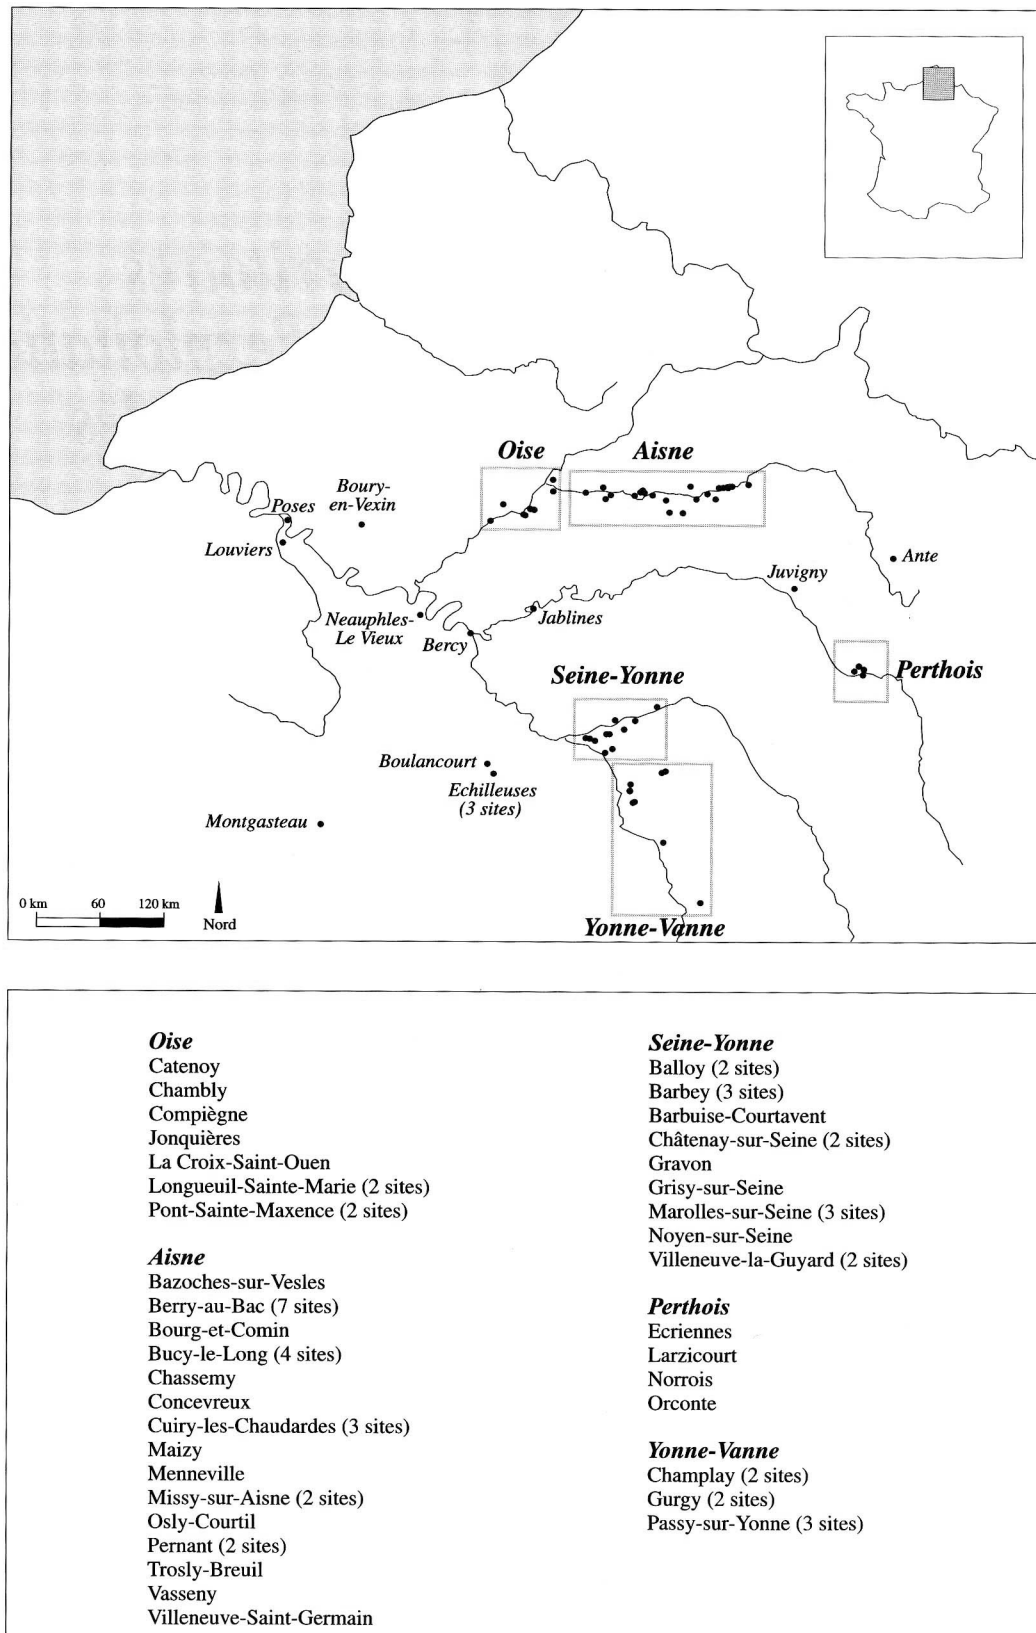 Oise
Aisne
Boury-
en-Vexin
Poses
Louviers
Ante
Juvigny
Neauphles-
Le Vieux
Jablines
Bercy
Perthois
Seine-Yonne
Boulancourt
Echilleuses
(3 sites)
Montgasteau
0 km 60 120 km
Nord
Yonne-Vanne
Oise
Catenoy
Chambly
Compiègne
Jonquières
La Croix-Saint-Ouen
Longueuil-Sainte-Marie (2 sites)
Pont-Sainte-Maxence (2 sites)
Aisne
Bazoches-sur-Vesles
Berry-au-Bac (7 sites)
Bourg-et-Comin
Bucy-le-Long (4 sites)
Chassemy
Concevreux
Cuiry-les-Chaudardes (3 sites)
Maizy
Menneville
Missy-sur-Aisne (2 sites)
Osly-Courtil
Pernant (2 sites)
Trosly-Breuil
Vasseny
Villeneuve-Saint-Germain
Seine-Yonne
Balloy (2 sites)
Barbey (3 sites)
Barbuise-Courtavent
Châtenay-sur-Seine (2 sites)
Gravon
Grisy-sur-Seine
Marolles-sur-Seine (3 sites)
Noyen-sur-Seine
Villeneuve-la-Guyard (2 sites)
Perthois
Ecriennes
Larzicourt
Norrois
Orconte
Yonne-Vanne
Champlay (2 sites)
Gurgy (2 sites)
Passy-sur-Yonne (3 sites)